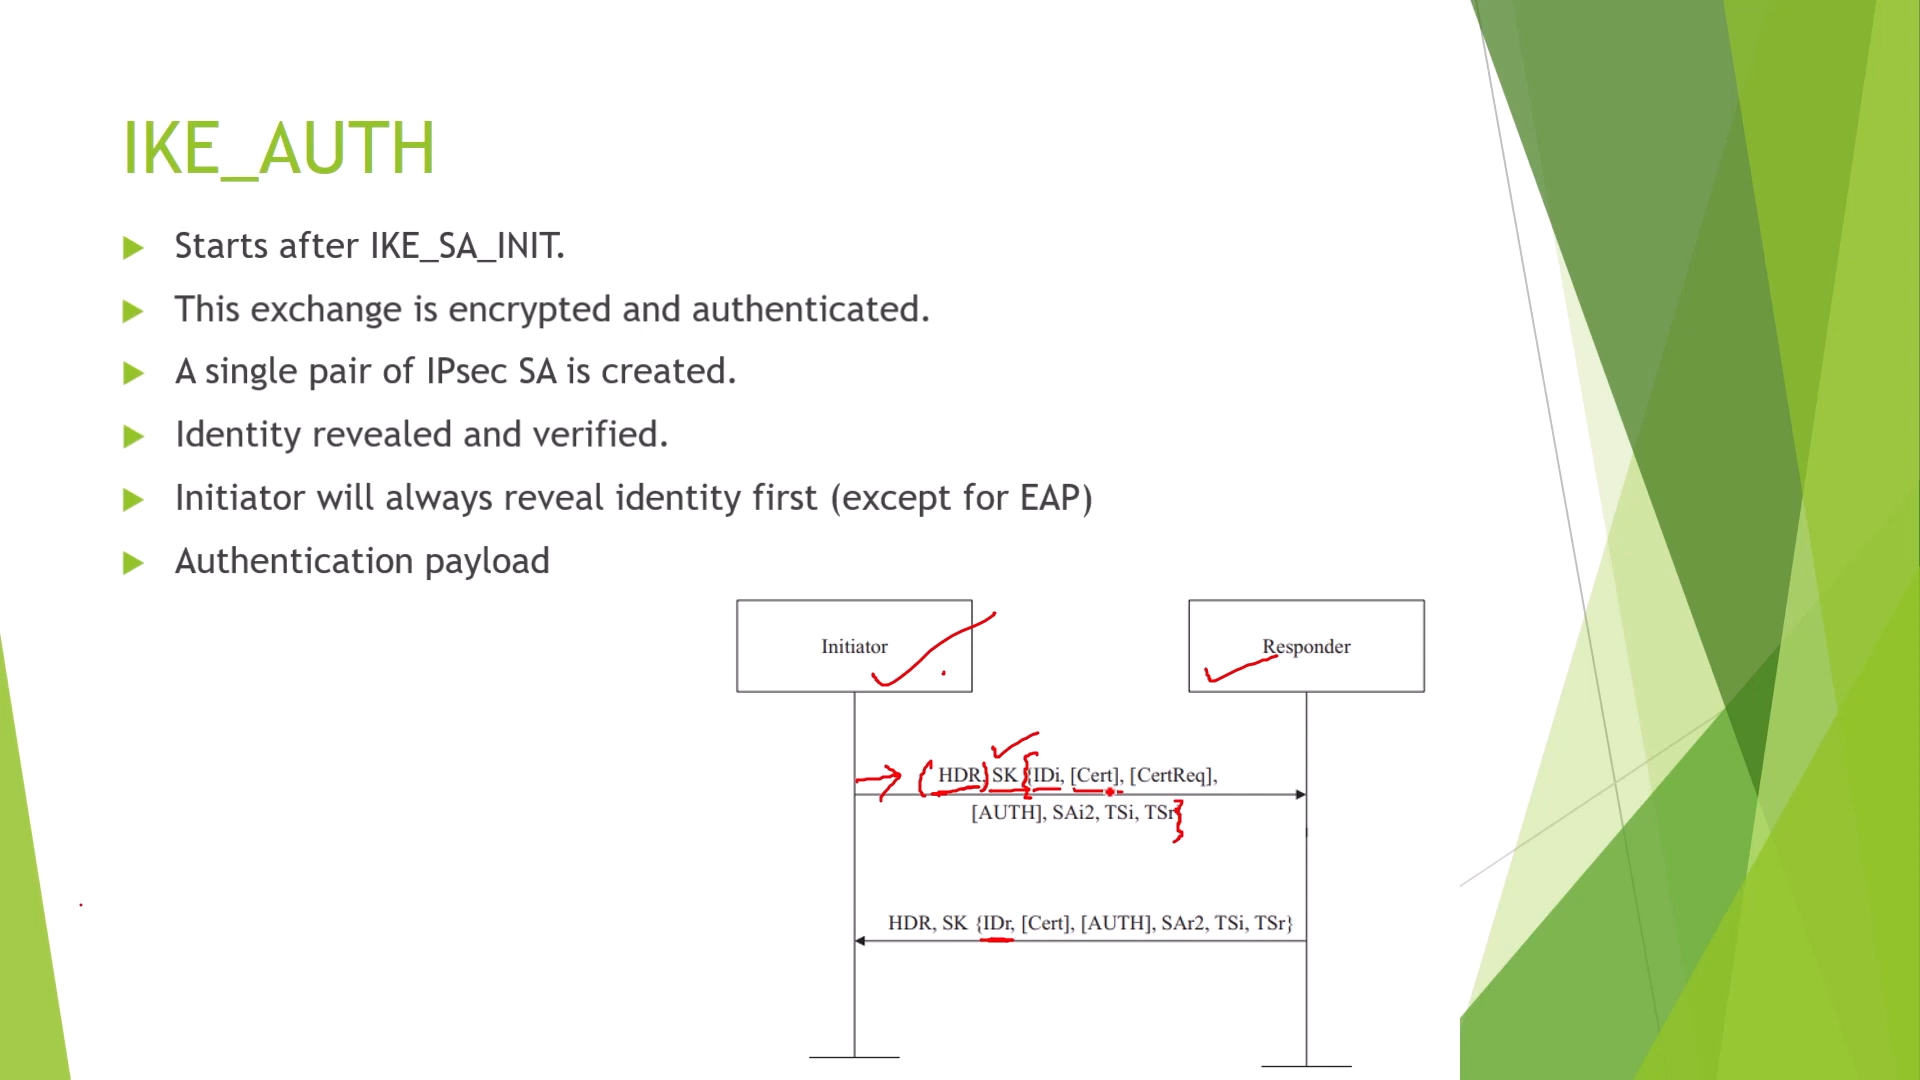 IKE_AUTH
Starts after IKE_SA_INIT.
This exchange is encrypted and authenticated.
A single pair of IPsec SA is created.
Identity revealed and verified.
Initiator will always reveal identity first (except for EAP)
Authentication payload
Initiator
Responder
HDR, SK {IDi, [Cert], [CertReq],
[AUTH], SAi2, TSi, TSr}
HDR, SK {IDr, [Cert], [AUTH], SAr2, TSi, TSr}